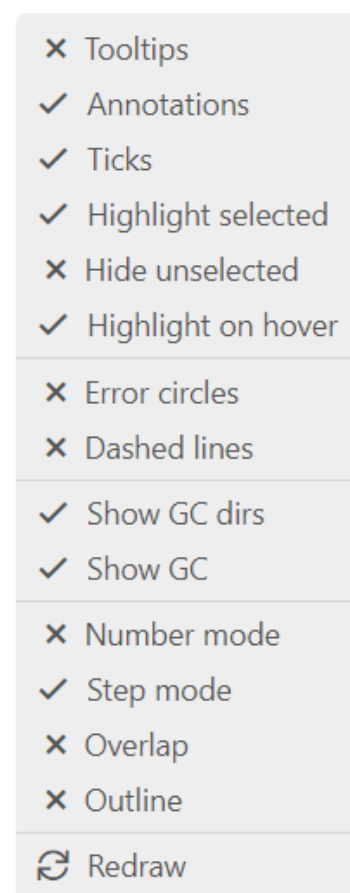 Tooltips
Annotations
Ticks
Highlight selected
Hide unselected
Highlight on hover
Error circles
Dashed lines
Show GC dirs
Show GC
Number mode
Step mode
Overlap
Outline
Redraw